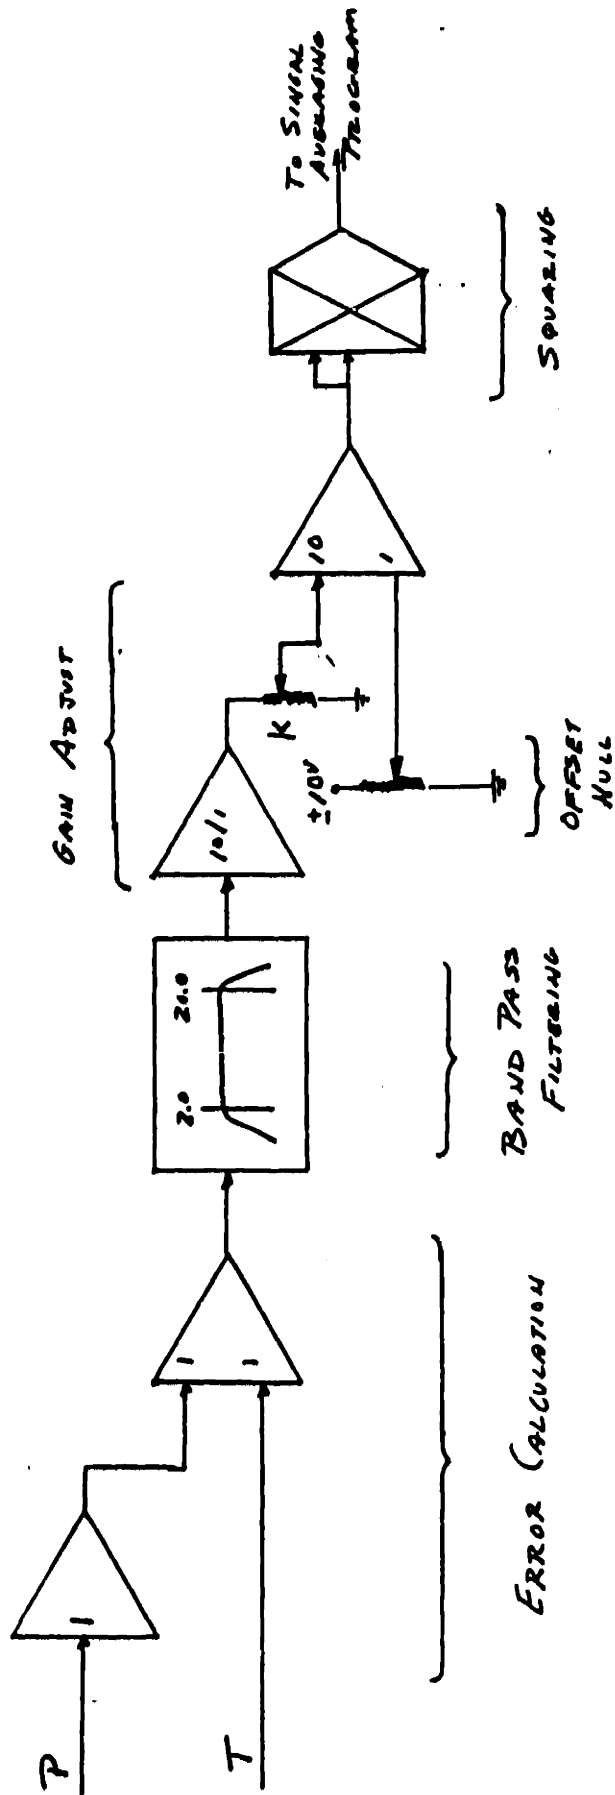 P
T
1
1
1
ERROR CALCULATION
2.0
20.0
BAND PASS
FILTERING
10/1
GAIN ADJUST
K
±10V
OFFSET
NULL
10
1
SQUARING
TO SINGAL
AVERAGING
PROGRAM